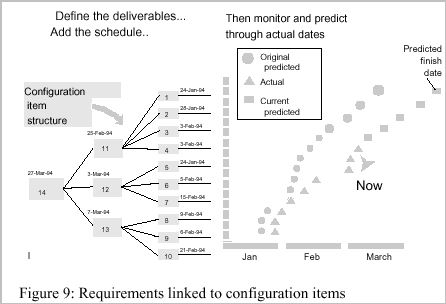 Define the deliverables...
Add the schedule..
Then monitor and predict
through actual dates
Original
predicted
Actual
Current
predicted
Predicted
finish
date
Configuration
item
structure
24-Jan-94
1
28-Jan-94
2
3-Feb-94
3
3-Feb-94
4
24-Jan-94
5
5-Feb-94
6
15-Feb-94
7
9-Feb-94
8
6-Feb-94
9
21-Feb-94
10
25-Feb-94
11
3-Mar-94
12
7-Mar-94
13
27-Mar-94
14
Now
Jan Feb March
Figure 9: Requirements linked to configuration items